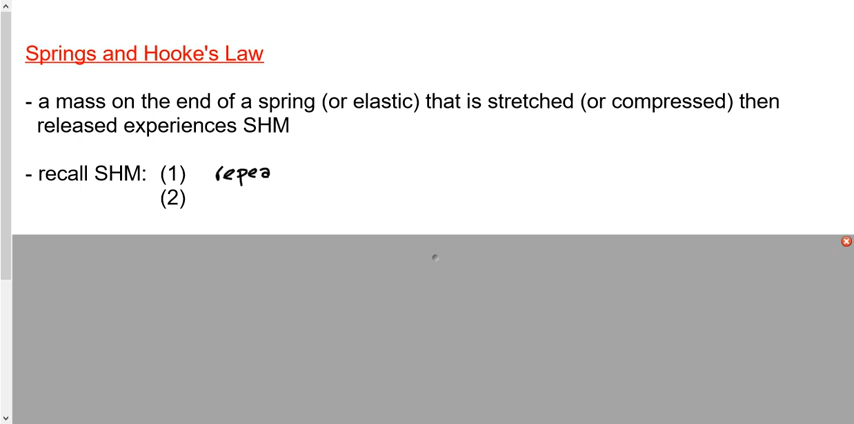 Springs and Hooke's Law
- a mass on the end of a spring (or elastic) that is stretched (or compressed) then
released experiences SHM
- recall SHM: (1) repea
(2)